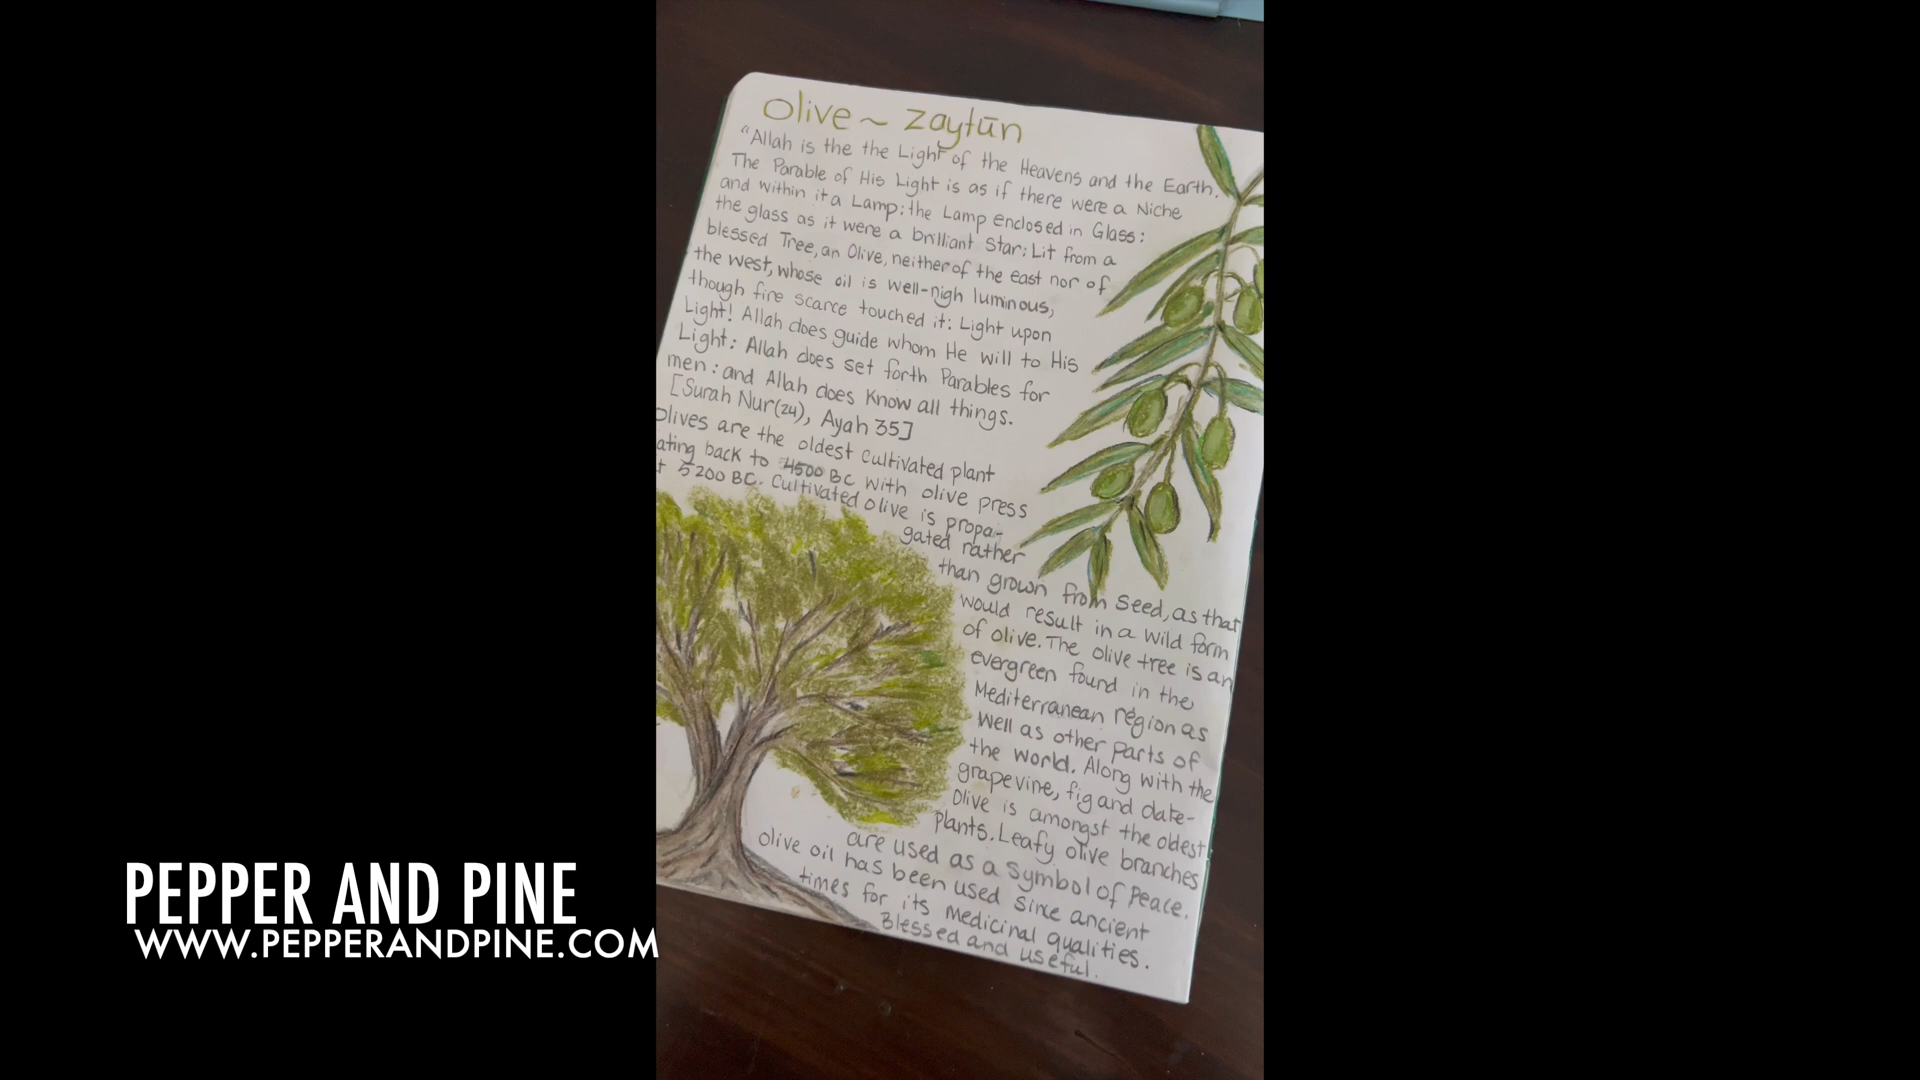 olive ~ zaytūn
"Allah is the the Light of the Heavens and the Earth.
The Parable of His Light is as if there were a Niche
and within it a Lamp: the Lamp enclosed in Glass:
the glass as it were a brilliant star: Lit from a
blessed Tree, an Olive, neither of the east nor of
the west, whose oil is well-nigh luminous,
though fire scarce touched it: Light upon
Light! Allah does guide whom He will to His
Light: Allah does set forth Parables for
men: and Allah does know all things.
[Surah Nur(24), Ayah 35]
Olives are the oldest cultivated plant
ating back to 4500 BC with olive press
t 5200 BC. Cultivated olive is propa-
gated rather
than grown from seed, as that
would result in a wild form
of olive. The olive tree is an
evergreen found in the
Mediterranean region as
well as other parts of
the world. Along with the
grapevine, fig and date-
olive is amongst the oldest
plants. Leafy olive branches
are used as a symbol of peace.
olive oil has been used since ancient
times for its medicinal qualities.
Blessed and useful.
PEPPER AND PINE
WWW.PEPPERANDPINE.COM